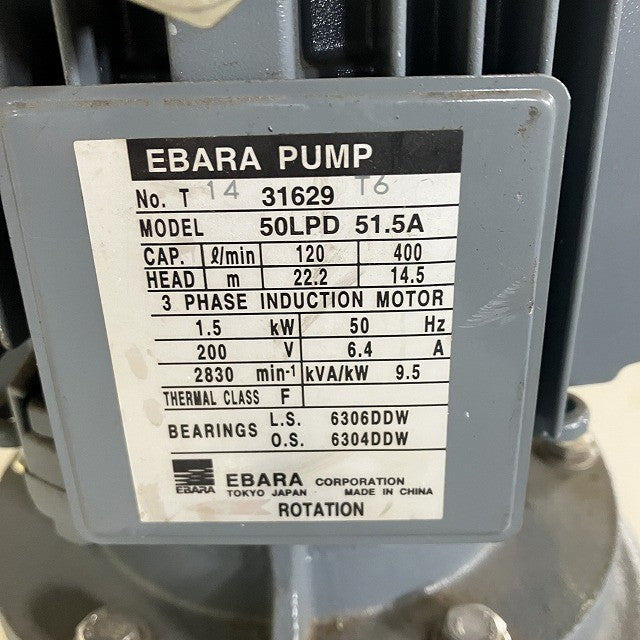 EBARA PUMP
No. T 14 31629 T6
MODEL 50LPD 51.5A
CAP. ℓ/min 120 400
HEAD m 22.2 14.5
3 PHASE INDUCTION MOTOR
1.5 kW 50 Hz
200 V 6.4 A
2830 min-¹ kVA/kW 9.5
THERMAL CLASS F
BEARINGS L.S. 6306DDW
O.S. 6304DDW
EBARA EBARA CORPORATION
TOKYO JAPAN MADE IN CHINA
ROTATION